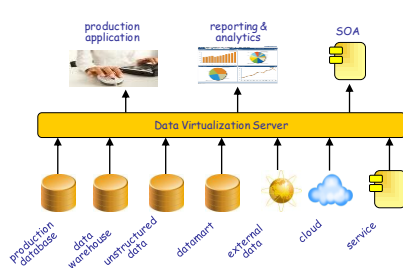 production
application
reporting &
analytics
SOA
Data Virtualization Server
production
database
data
warehouse
unstructured
data
datamart
external
data
cloud
service